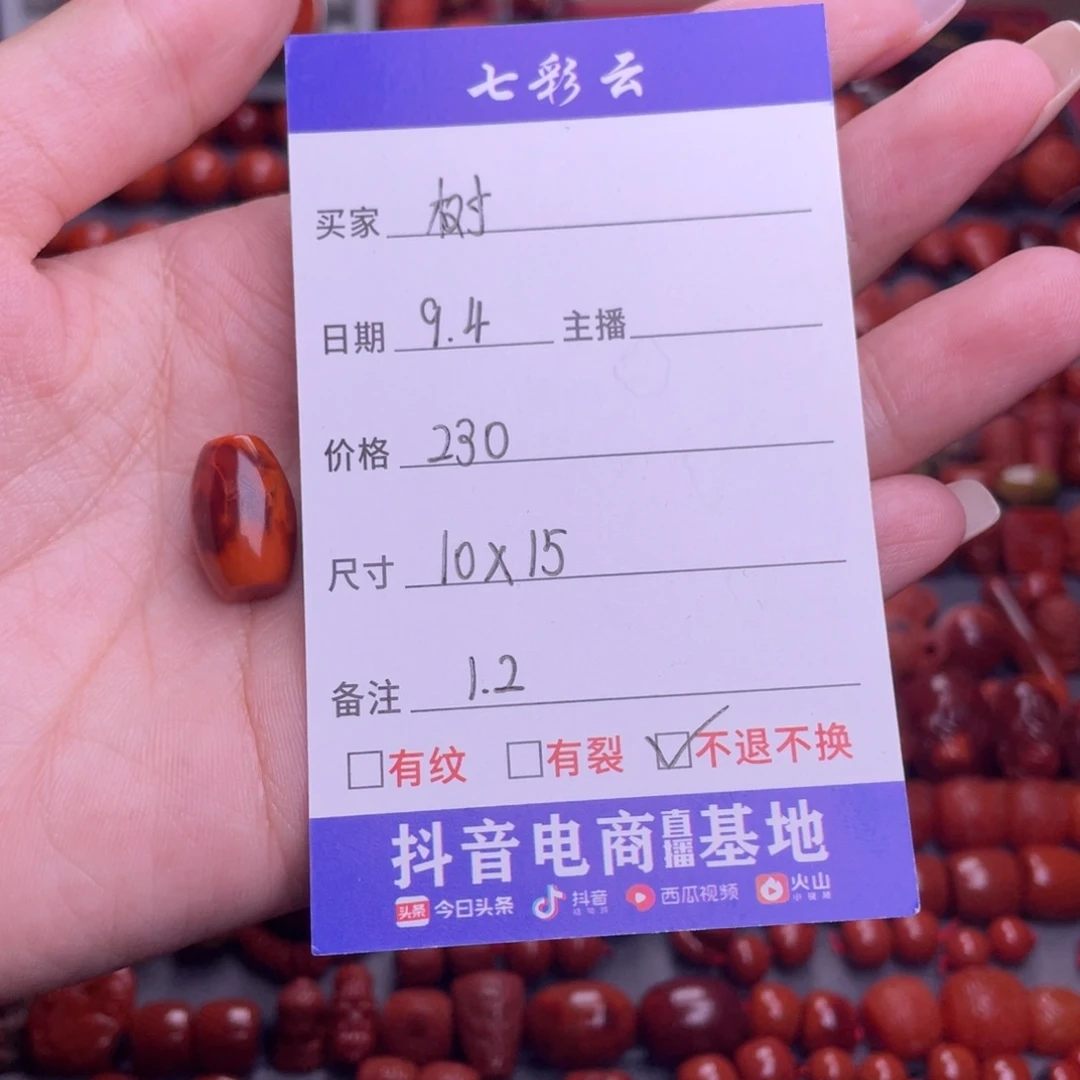 七彩云
买家 树
日期 9.4 主播
价格 230
尺寸 10x15
备注 1.2
有纹 有裂 不退不换
抖音电商直播基地
头条 今日头条 抖音 西瓜视频 火山